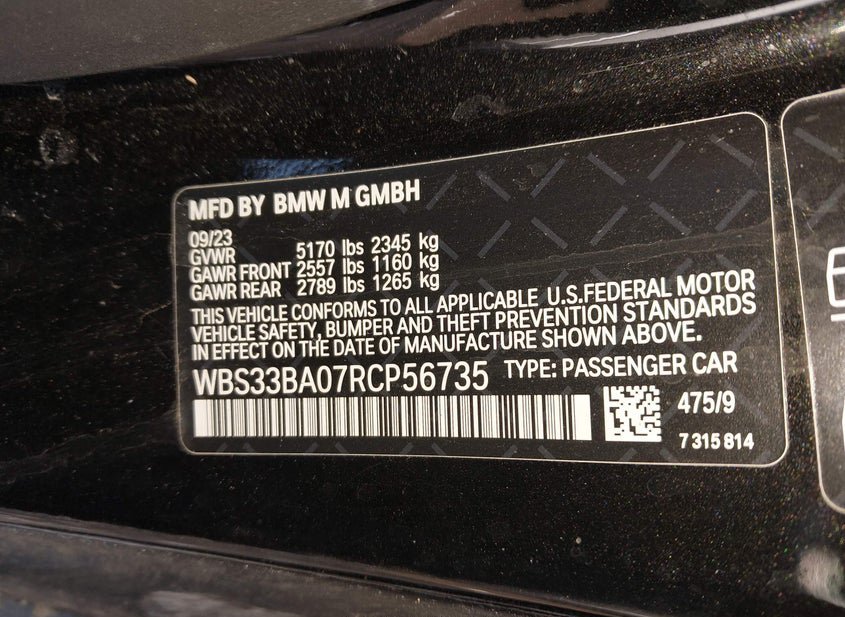 MFD BY BMW M GMBH
09/23
GVWR 5170 lbs 2345 kg
GAWR FRONT 2557 lbs 1160 kg
GAWR REAR 2789 lbs 1265 kg
THIS VEHICLE CONFORMS TO ALL APPLICABLE U.S.FEDERAL MOTOR
VEHICLE SAFETY, BUMPER AND THEFT PREVENTION STANDARDS
IN EFFECT ON THE DATE OF MANUFACTURE SHOWN ABOVE.
WBS33BA07RCP56735 TYPE: PASSENGER CAR
475/9
7 315 814